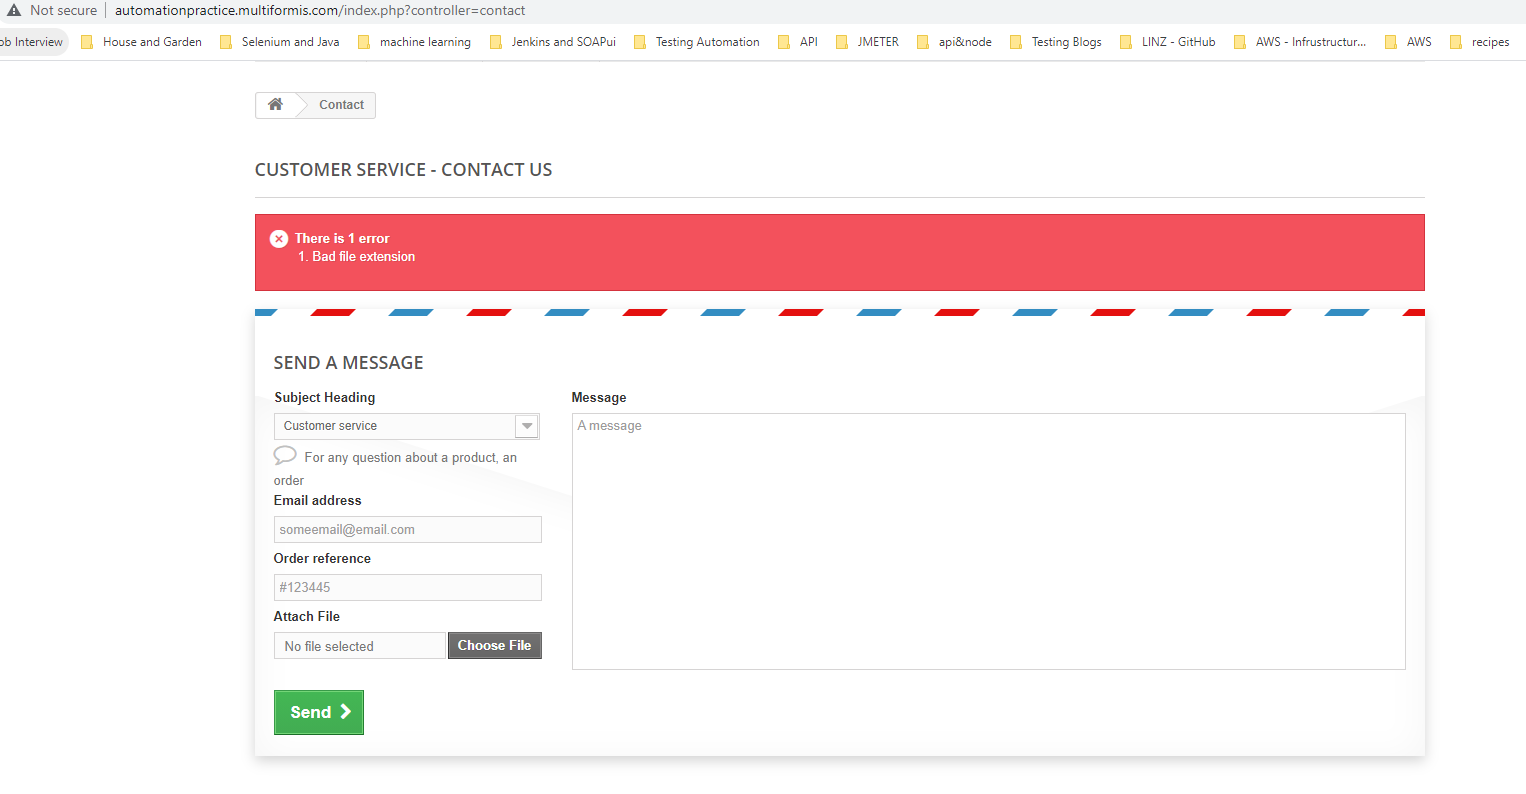 Not secure automationpractice.multiformis.com/index.php?controller=contact
ob Interview House and Garden Selenium and Java machine learning Jenkins and SOAPui Testing Automation API JMETER api&node Testing Blogs LINZ - GitHub AWS - Infrustructur... AWS recipes
Contact
CUSTOMER SERVICE - CONTACT US
There is 1 error
1. Bad file extension
SEND A MESSAGE
Subject Heading
Customer service
For any question about a product, an
order
Email address
someemail@email.com
Order reference
#123445
Attach File
No file selected Choose File
Send
Message
A message